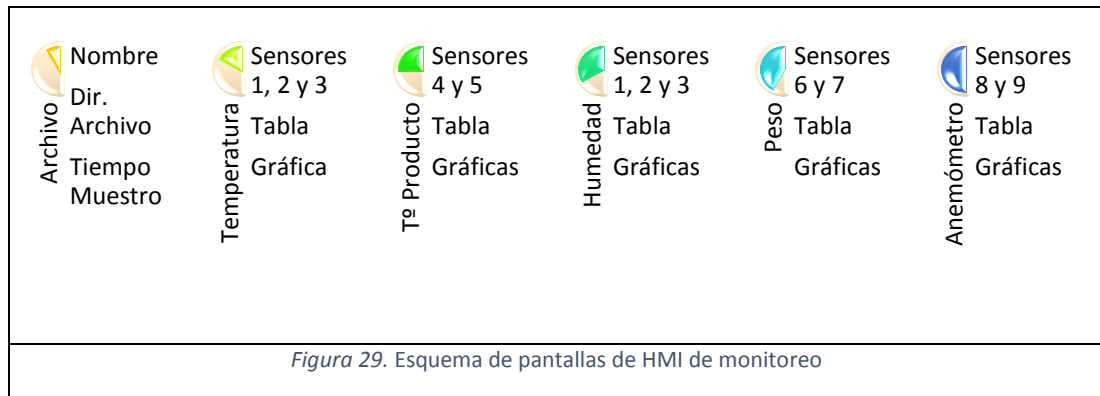 Archivo
Nombre
Dir.
Archivo
Tiempo
Muestro
Temperatura
Sensores
1, 2 y 3
Tabla
Gráfica
Tº Producto
Sensores
4 y 5
Tabla
Gráficas
Humedad
Sensores
1, 2 y 3
Tabla
Gráficas
Peso
Sensores
6 y 7
Tabla
Gráficas
Anemómetro
Sensores
8 y 9
Tabla
Gráficas
Figura 29. Esquema de pantallas de HMI de monitoreo